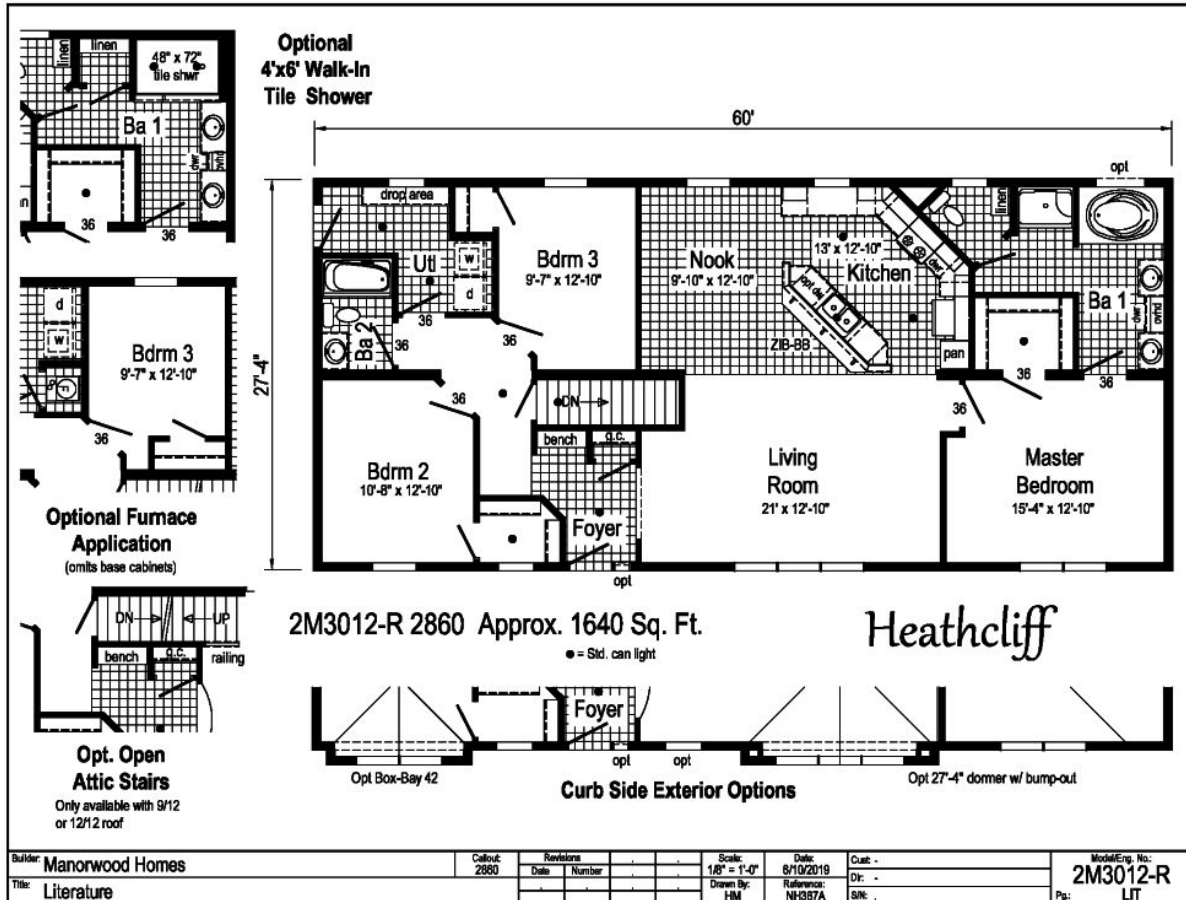 linen
linen
48" x 72"
tile shwr
Ba 1
dwr
ovhd
36
36
Optional
4'x6' Walk-In
Tile Shower
60'
27'-4"
opt
drop area
Utl
w
d
36
Bdrm 3
9'-7" x 12'-10"
36
Nook
9'-10" x 12'-10"
13' x 12'-10"
Kitchen
dwr
opt dw
pan
linen
Ba 1
dwr
ovhd
36
36
36
Ba 2
36
36
DN
bench
g.c.
Bdrm 2
10'-8" x 12'-10"
Foyer
opt
Living
Room
21' x 12'-10"
Master
Bedroom
15'-4" x 12'-10"
d
w
F
Bdrm 3
9'-7" x 12'-10"
36
Optional Furnace
Application
(omits base cabinets)
DN
UP
bench
g.c.
railing
Opt. Open
Attic Stairs
Only available with 9/12
or 12/12 roof
2M3012-R 2860 Approx. 1640 Sq. Ft.
● = Std. can light
Heathcliff
Foyer
opt
opt
Opt Box-Bay 42
Curb Side Exterior Options
Opt 27'-4" dormer w/ bump-out
Builder: Manorwood Homes
Title: Literature
Callout:
2860
Revisions
Date Number
Scale:
1/8" = 1'-0"
Drawn By:
HM
Date:
6/10/2019
Reference:
NH387A
Cust: -
Dlr: -
S/N: .
Model/Eng. No.:
2M3012-R
Pg.: LIT